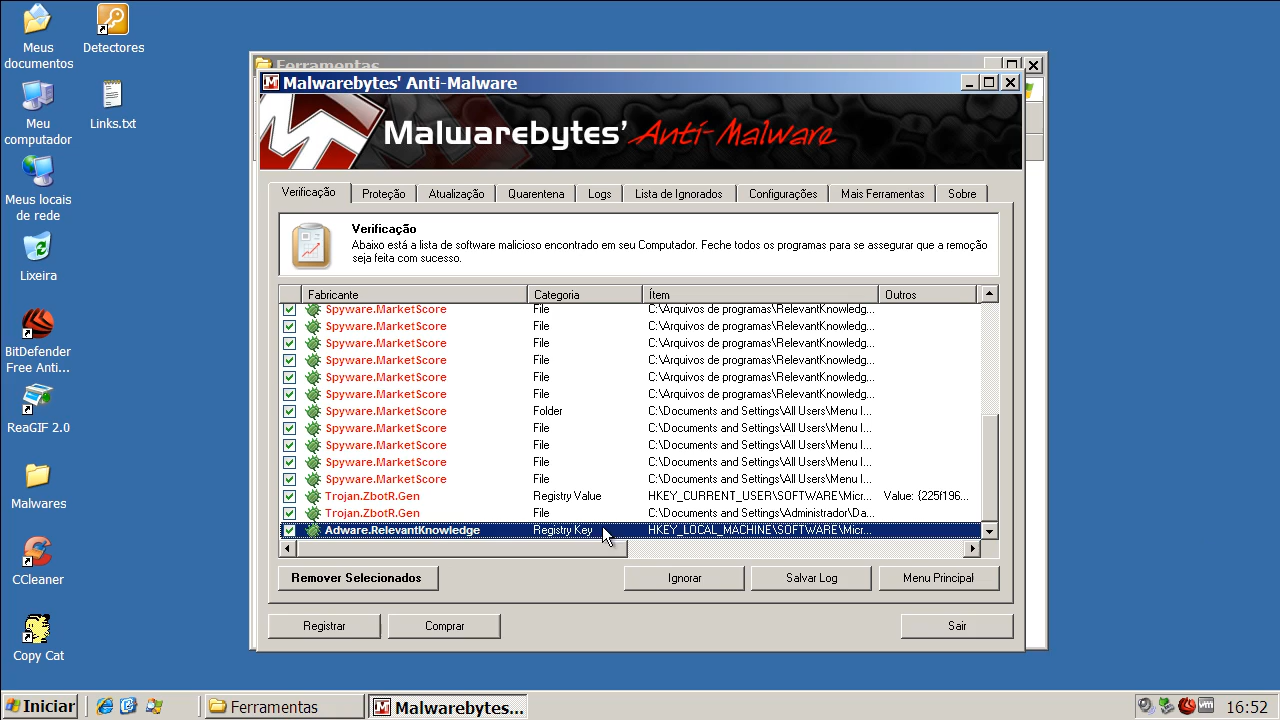 Meus
documentos
Detectores
Meu
computador
Links.txt
Meus locais
de rede
Lixeira
BitDefender
Free Anti...
ReaGIF 2.0
Malwares
CCleaner
Copy Cat
Ferramentas
Malwarebytes' Anti-Malware
Malwarebytes' Anti-Malware
Verificação
Proteção
Atualização
Quarentena
Logs
Lista de Ignorados
Configurações
Mais Ferramentas
Sobre
Verificação
Abaixo está a lista de software malicioso encontrado em seu Computador. Feche todos os programas para se assegurar que a remoção
seja feita com sucesso.
Fabricante Categoria Ítem Outros
Spyware.MarketScore File C:\Arquivos de programas\RelevantKnowledg...
Spyware.MarketScore File C:\Arquivos de programas\RelevantKnowledg...
Spyware.MarketScore File C:\Arquivos de programas\RelevantKnowledg...
Spyware.MarketScore File C:\Arquivos de programas\RelevantKnowledg...
Spyware.MarketScore File C:\Arquivos de programas\RelevantKnowledg...
Spyware.MarketScore File C:\Arquivos de programas\RelevantKnowledg...
Spyware.MarketScore Folder C:\Documents and Settings\All Users\Menu I...
Spyware.MarketScore File C:\Documents and Settings\All Users\Menu I...
Spyware.MarketScore File C:\Documents and Settings\All Users\Menu I...
Spyware.MarketScore File C:\Documents and Settings\All Users\Menu I...
Spyware.MarketScore File C:\Documents and Settings\All Users\Menu I...
Trojan.ZbotR.Gen Registry Value HKEY_CURRENT_USER\SOFTWARE\Micr... Value: {225f196...
Trojan.ZbotR.Gen File C:\Documents and Settings\Administrador\Da...
Adware.RelevantKnowledge Registry Key HKEY_LOCAL_MACHINE\SOFTWARE\Micr...
Remover Selecionados
Ignorar
Salvar Log
Menu Principal
Registrar
Comprar
Sair
Iniciar
Ferramentas
Malwarebytes...
16:52